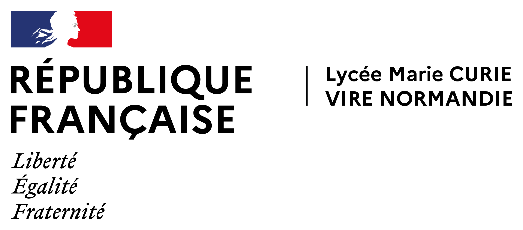 RÉPUBLIQUE
FRANÇAISE
Liberté
Égalité
Fraternité
Lycée Marie CURIE
VIRE NORMANDIE